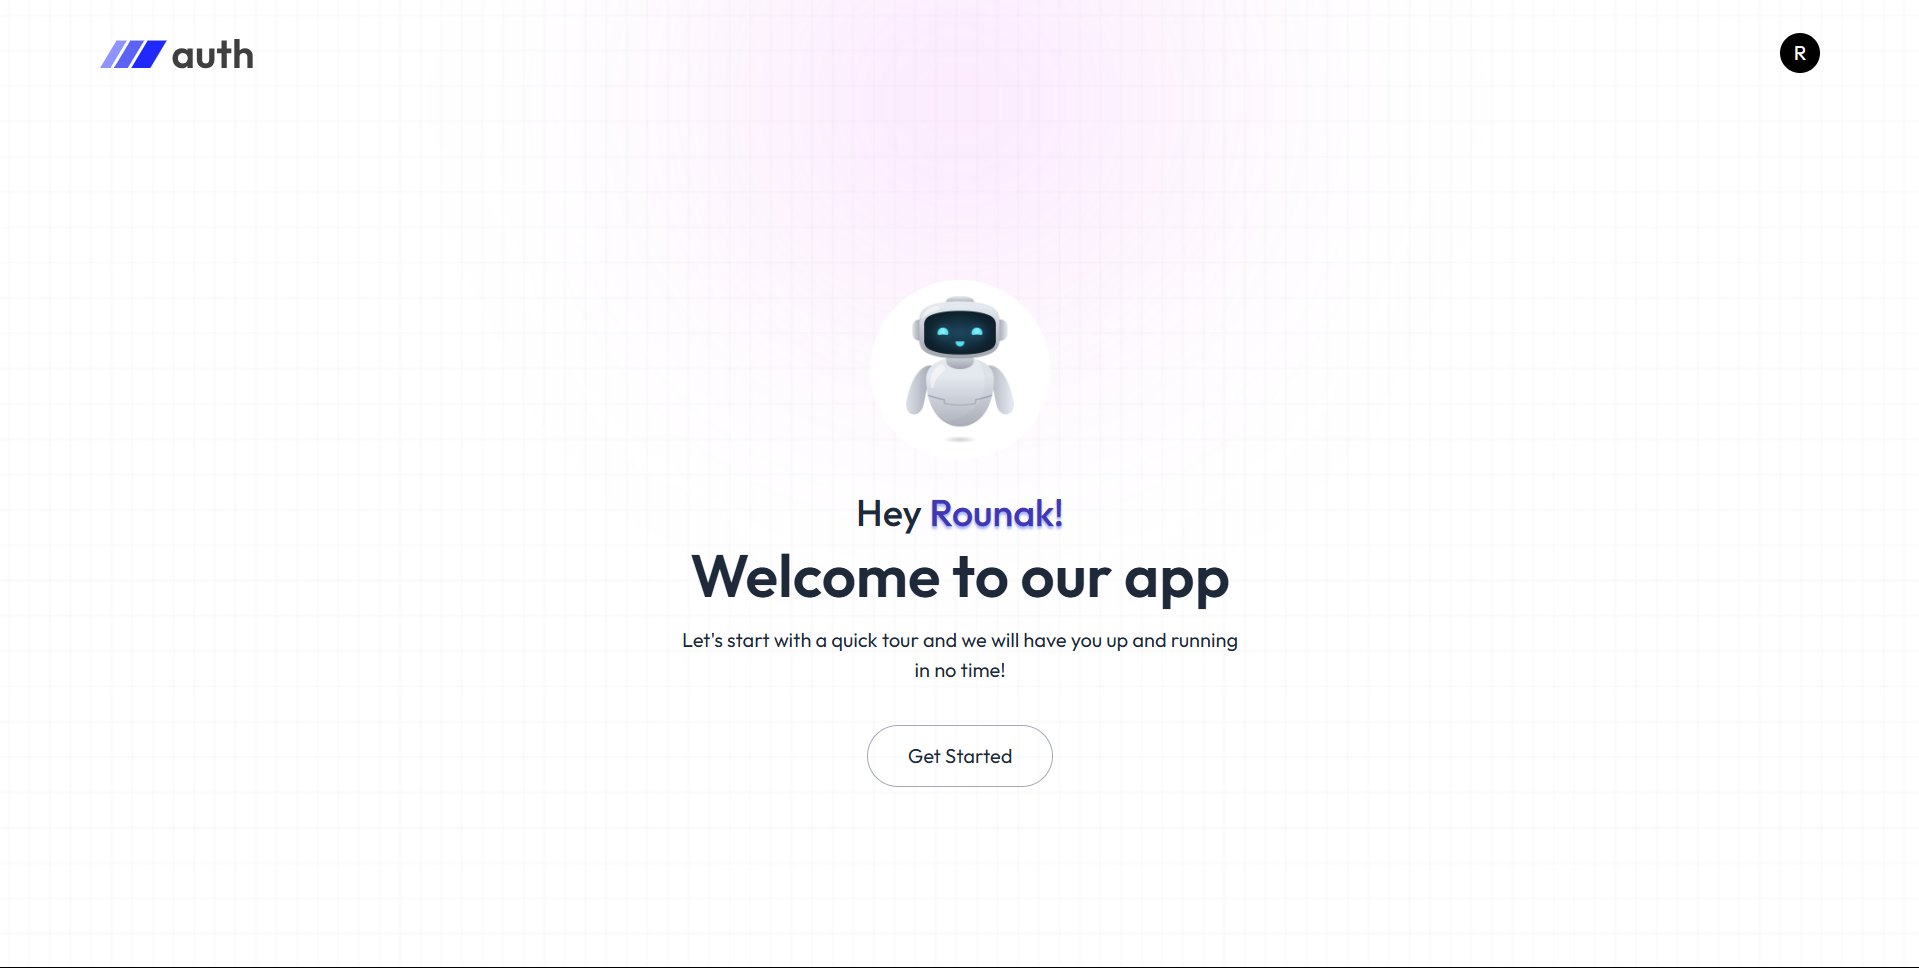 auth
R
Hey Rounak!
Welcome to our app
Let's start with a quick tour and we will have you up and running
in no time!
Get Started